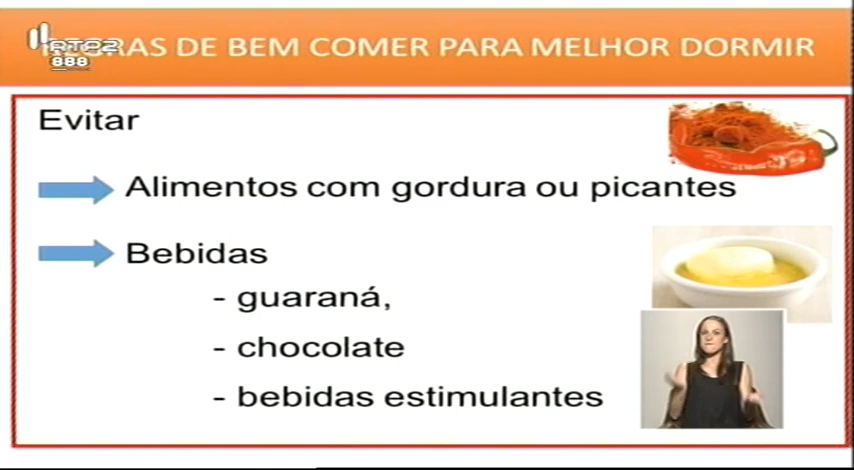 RTP2
888
REGRAS DE BEM COMER PARA MELHOR DORMIR
Evitar
Alimentos com gordura ou picantes
Bebidas
- guaraná,
- chocolate
- bebidas estimulantes